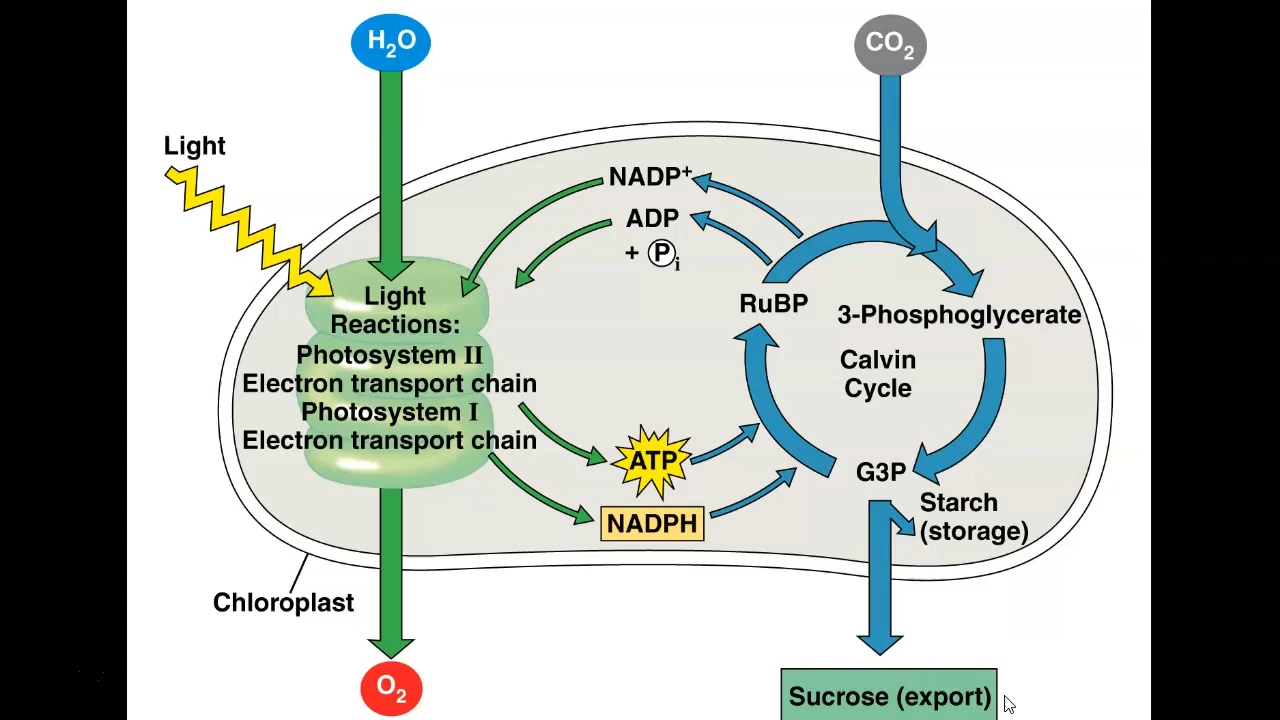 H₂O
CO₂
Light
NADP⁺
ADP
+ Pᵢ
Light
Reactions:
Photosystem II
Electron transport chain
Photosystem I
Electron transport chain
RuBP
3-Phosphoglycerate
Calvin
Cycle
ATP
NADPH
G3P
Starch
(storage)
Chloroplast
O₂
Sucrose (export)